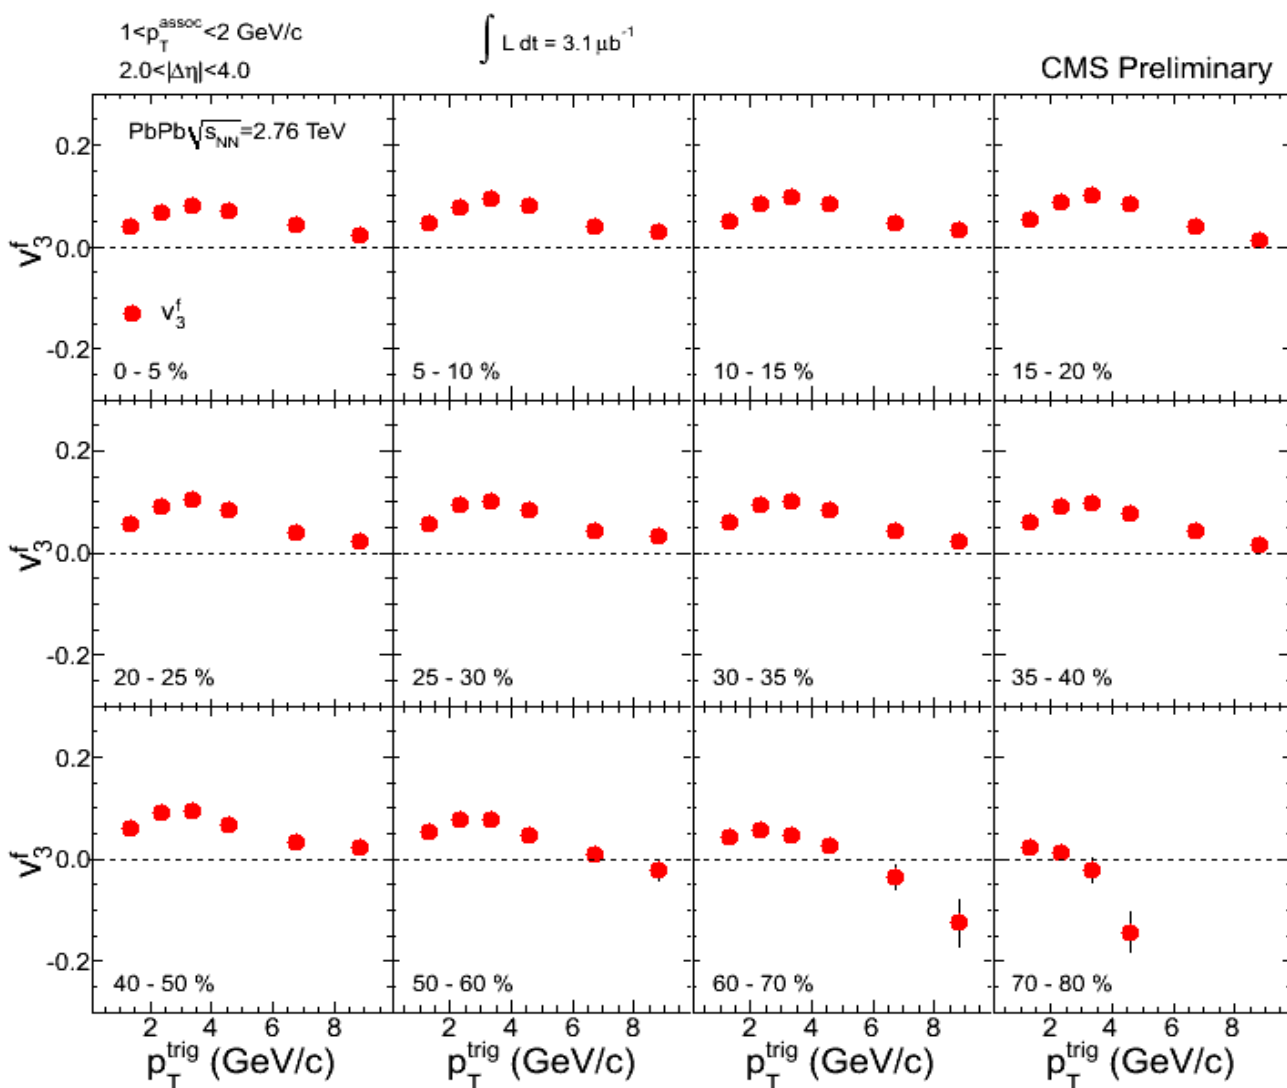 1<p_T^assoc<2 GeV/c
∫ L dt = 3.1 μb⁻¹
2.0<|Δη|<4.0
CMS Preliminary
PbPb√s_NN=2.76 TeV
0.2
v_3^f
0.0
v_3^f
-0.2
0 - 5 %
5 - 10 %
10 - 15 %
15 - 20 %
0.2
v_3^f
0.0
-0.2
20 - 25 %
25 - 30 %
30 - 35 %
35 - 40 %
0.2
v_3^f
0.0
-0.2
40 - 50 %
50 - 60 %
60 - 70 %
70 - 80 %
2 4 6 8 2 4 6 8 2 4 6 8 2 4 6 8
p_T^trig (GeV/c) p_T^trig (GeV/c) p_T^trig (GeV/c) p_T^trig (GeV/c)